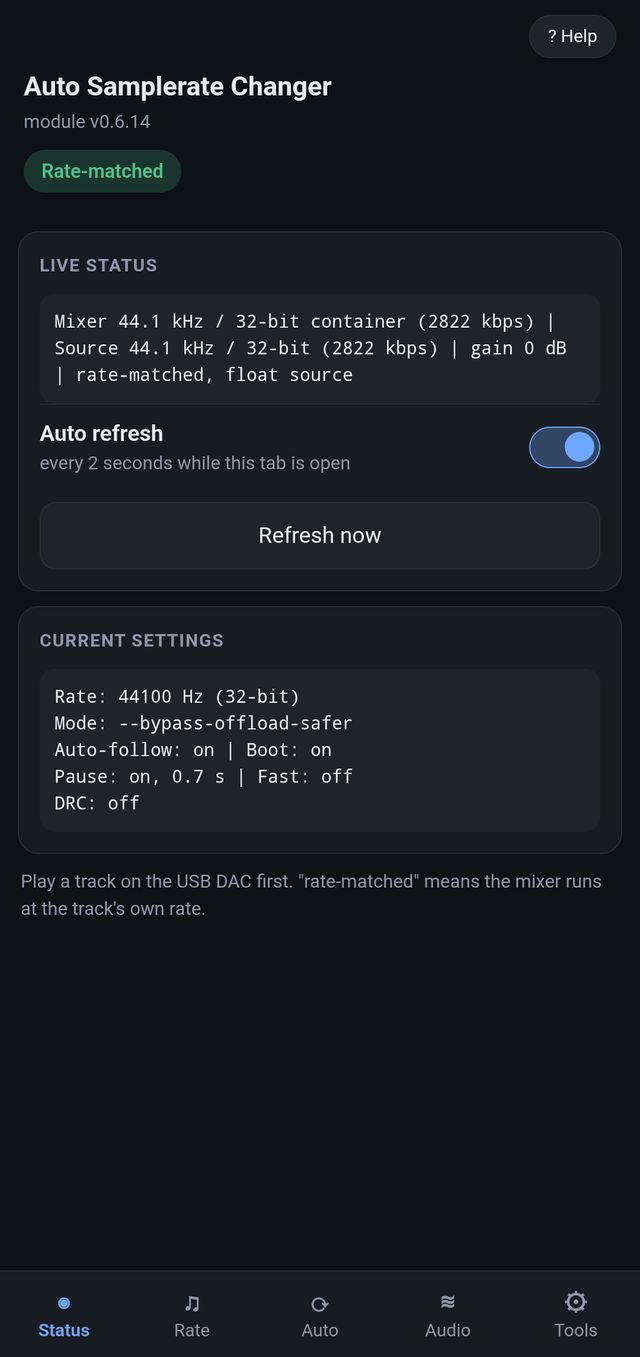 ? Help
Auto Samplerate Changer
module v0.6.14
Rate-matched
LIVE STATUS
Mixer 44.1 kHz / 32-bit container (2822 kbps) |
Source 44.1 kHz / 32-bit (2822 kbps) | gain 0 dB
| rate-matched, float source
Auto refresh
every 2 seconds while this tab is open
Refresh now
CURRENT SETTINGS
Rate: 44100 Hz (32-bit)
Mode: --bypass-offload-safer
Auto-follow: on | Boot: on
Pause: on, 0.7 s | Fast: off
DRC: off
Play a track on the USB DAC first. "rate-matched" means the mixer runs
at the track's own rate.
Status
Rate
Auto
Audio
Tools